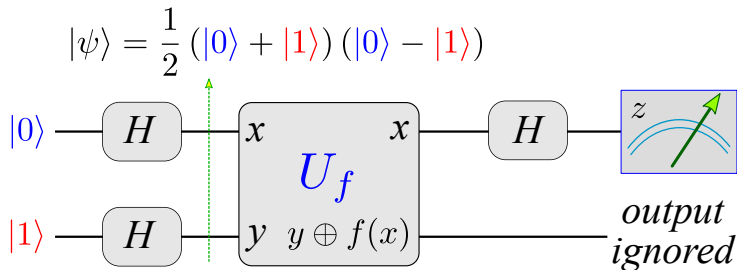 |ψ⟩ = 1/2 (|0⟩ + |1⟩) (|0⟩ − |1⟩)
|0⟩ H x x H z
U_f
|1⟩ H y y ⊕ f(x) output
ignored